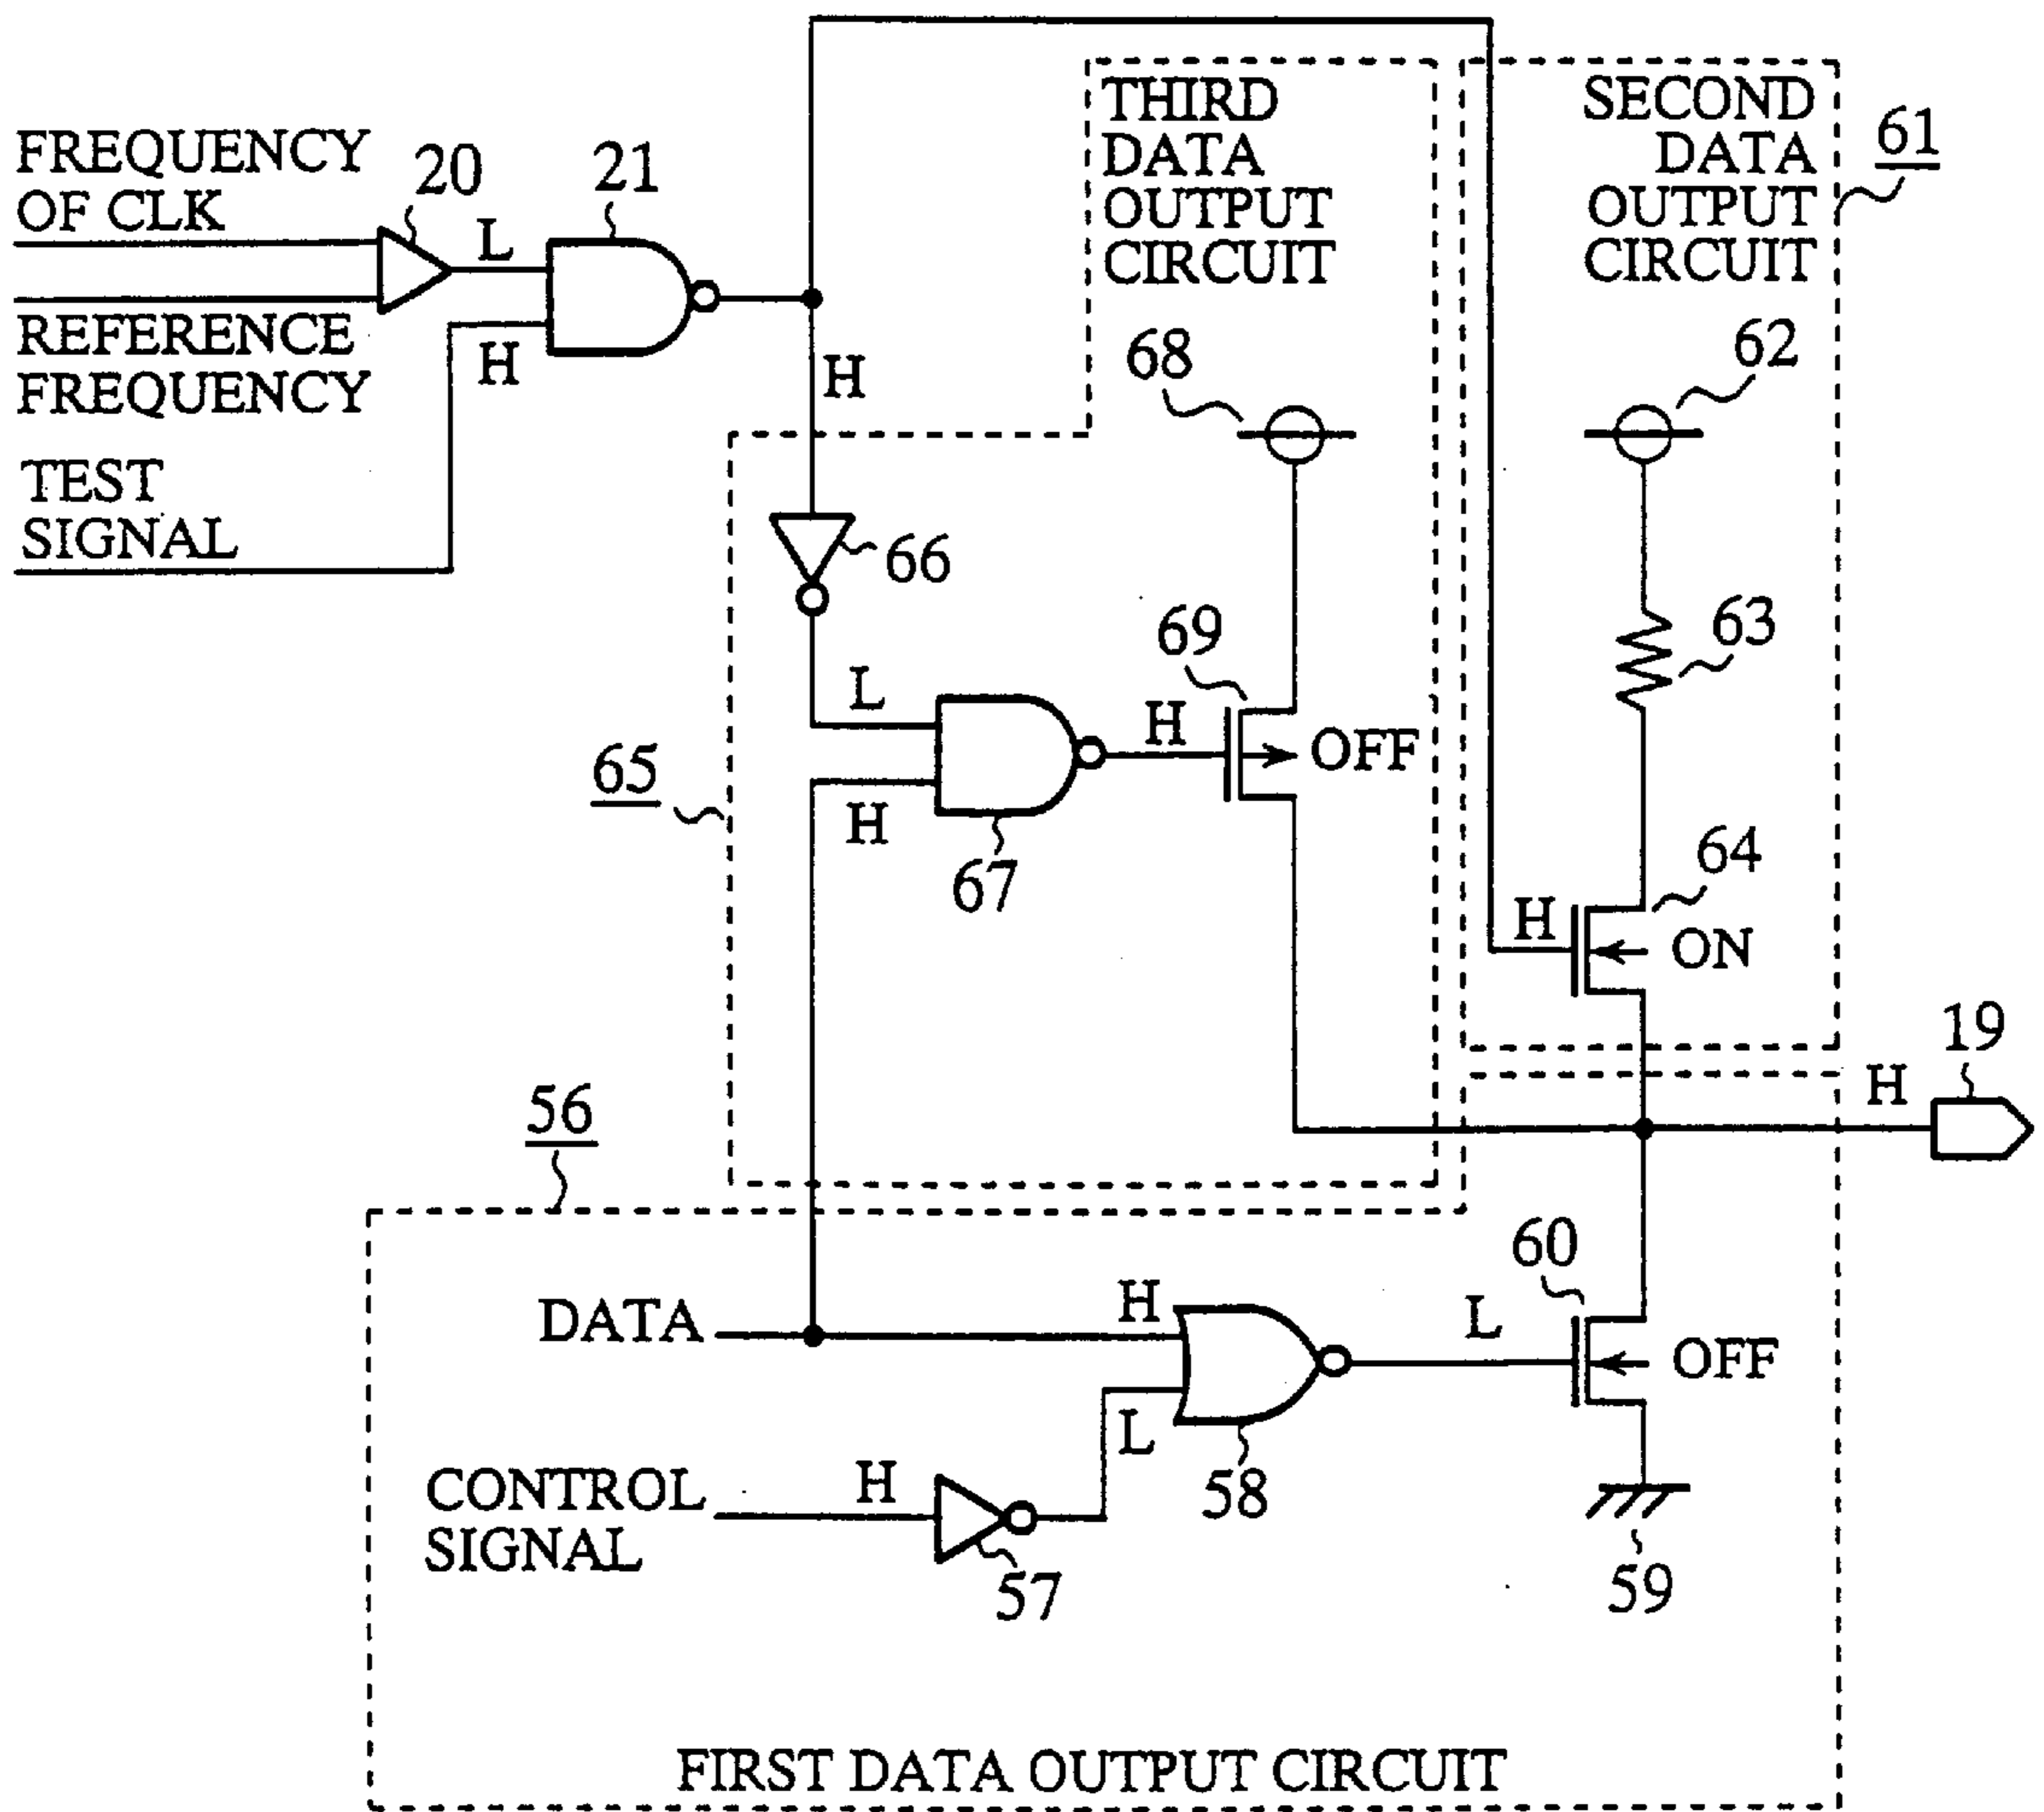 THIRD
DATA
OUTPUT
CIRCUIT
SECOND
DATA
OUTPUT
CIRCUIT
61
FREQUENCY
OF CLK
20
21
L
REFERENCE
FREQUENCY
H
H
68
62
TEST
SIGNAL
66
63
69
L
H
OFF
65
H
67
64
H
ON
19
H
56
60
DATA
H
L
OFF
L
CONTROL
SIGNAL
H
58
57
59
FIRST DATA OUTPUT CIRCUIT